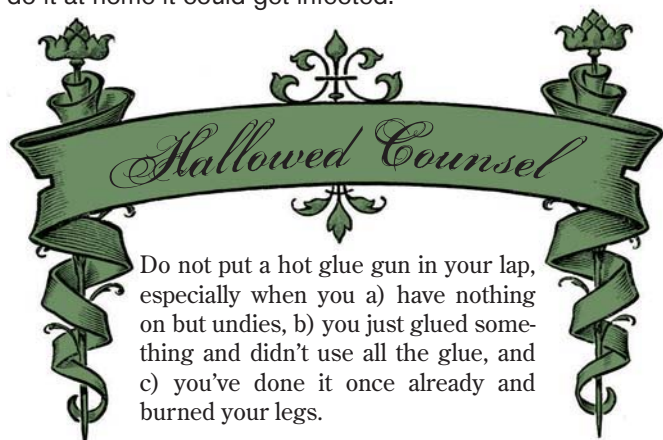 do it at home it could get infected.
Hallowed Counsel
Do not put a hot glue gun in your lap,
especially when you a) have nothing
on but undies, b) you just glued some-
thing and didn't use all the glue, and
c) you've done it once already and
burned your legs.